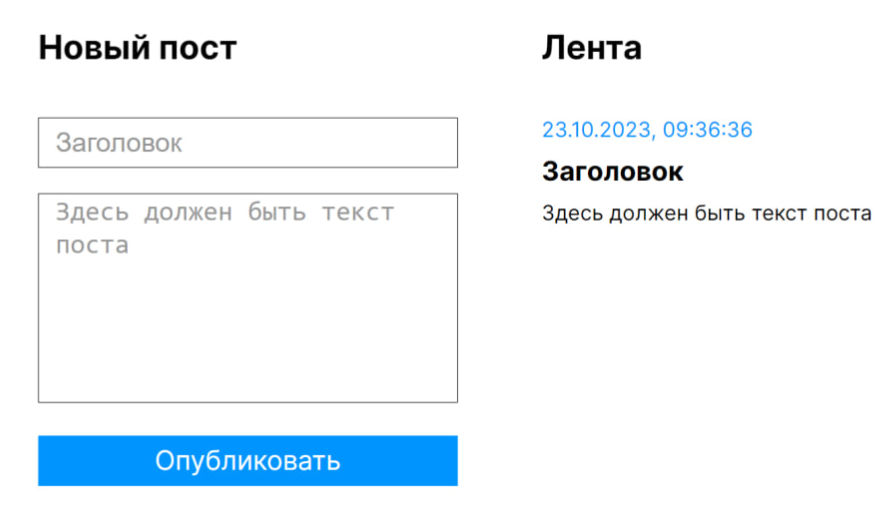 Новый пост
Заголовок
Здесь должен быть текст
поста
Опубликовать
Лента
23.10.2023, 09:36:36
Заголовок
Здесь должен быть текст поста